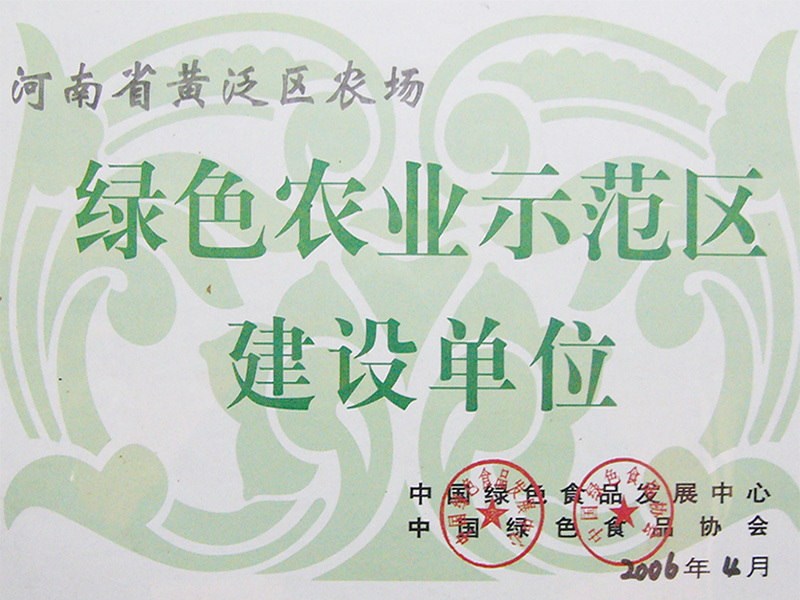 河南省黄泛区农场
绿色农业示范区
建设单位
中国绿色食品发展中心
中国绿色食品协会
2006年4月